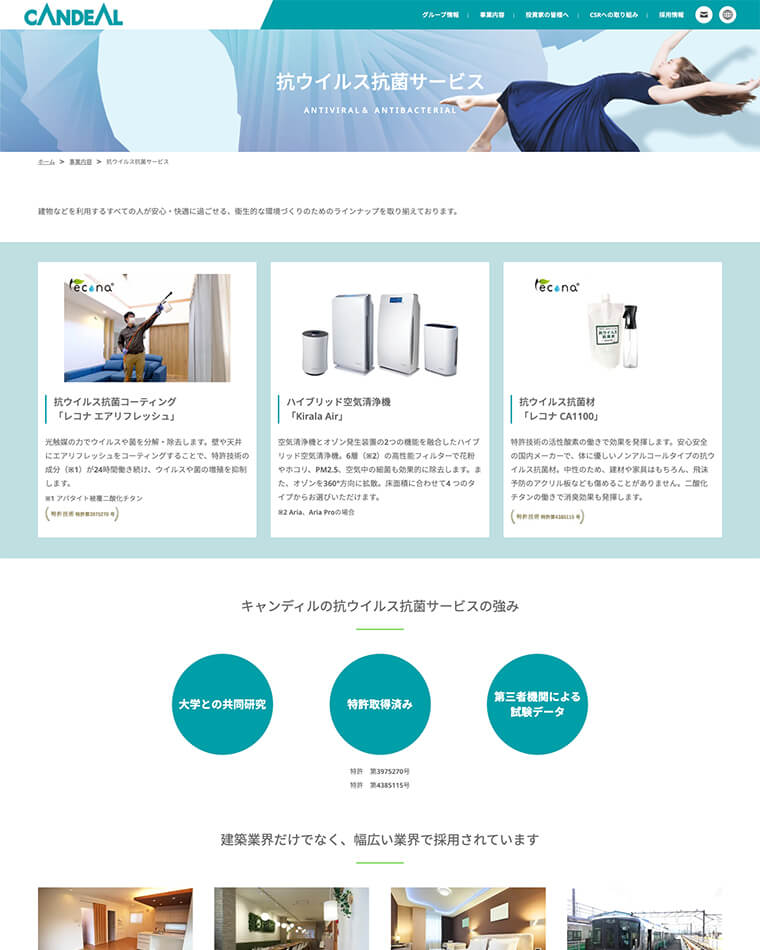 CANDEAL
グループ情報 | 事業内容 | 投資家の皆様へ | CSRへの取り組み | 採用情報
抗ウイルス抗菌サービス
ANTIVIRAL & ANTIBACTERIAL
ホーム > 事業内容 > 抗ウイルス抗菌サービス
建物などを利用するすべての人が安心・快適に過ごせる、衛生的な環境づくりのためのラインナップを取り揃えております。
recona®
抗ウイルス抗菌コーティング
「レコナ エアリフレッシュ」
光触媒の力でウイルスや菌を分解・除去します。壁や天井
にエアリフレッシュをコーティングすることで、特許技術の
成分（※1）が24時間働き続け、ウイルスや菌の増殖を抑制
します。
※1 アパタイト被覆二酸化チタン
特許技術 特許第3975270 号
ハイブリッド空気清浄機
「Kirala Air」
空気清浄機とオゾン発生装置の2つの機能を融合したハイブ
リッド空気清浄機。6層（※2）の高性能フィルターで花粉
やホコリ、PM2.5、空気中の細菌も効果的に除去します。ま
た、オゾンを360°方向に拡散。床面積に合わせて4 つのタ
イプからお選びいただけます。
※2 Aria、Aria Proの場合
recona®
抗ウイルス抗菌剤
抗ウイルス抗菌材
「レコナ CA1100」
特許技術の活性酸素の働きで効果を発揮します。安心安全
の国内メーカーで、体に優しいノンアルコールタイプの抗ウ
イルス抗菌材。中性のため、建材や家具はもちろん、飛沫
予防のアクリル板なども傷めることがありません。二酸化
チタンの働きで消臭効果も発揮します。
特許技術 特許第4385115 号
キャンディルの抗ウイルス抗菌サービスの強み
大学との共同研究
特許取得済み
第三者機関による
試験データ
特許　第3975270号
特許　第4385115号
建築業界だけでなく、幅広い業界で採用されています